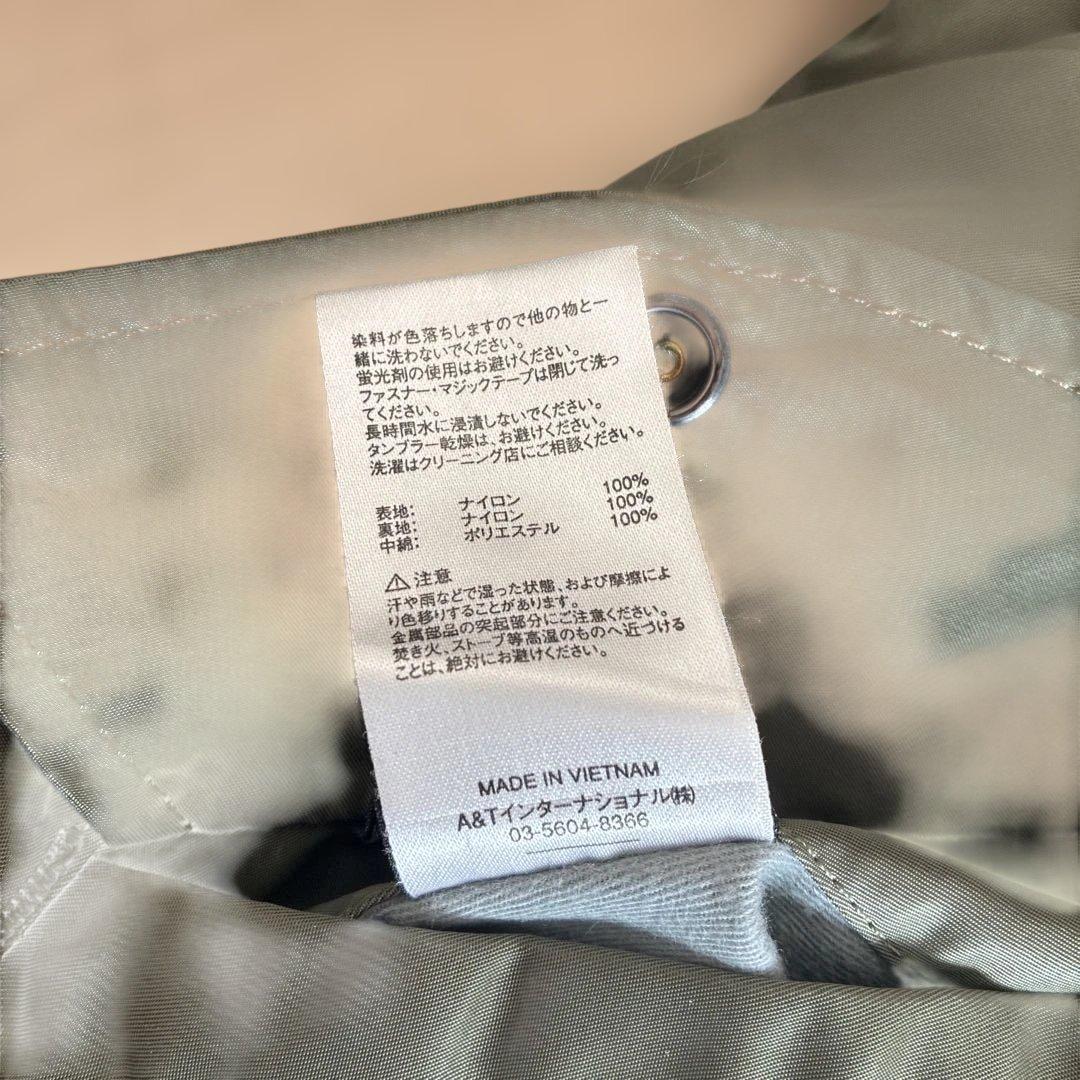 染料が色落ちしますので他の物と一
緒に洗わないでください。
蛍光剤の使用はお避けください。
ファスナー・マジックテープは閉じて洗っ
てください。
長時間水に浸漬しないでください。
タンブラー乾燥は、お避けください。
洗濯はクリーニング店にご相談ください。
表地: ナイロン 100%
裏地: ナイロン 100%
中綿: ポリエステル 100%
⚠注意
汗や雨などで湿った状態、および摩擦によ
り色移りすることがあります。
金属部品の突起部分にご注意ください。
焚き火、ストーブ等高温のものへ近づける
ことは、絶対にお避けください。
MADE IN VIETNAM
A&Tインターナショナル(株)
03-5604-8366